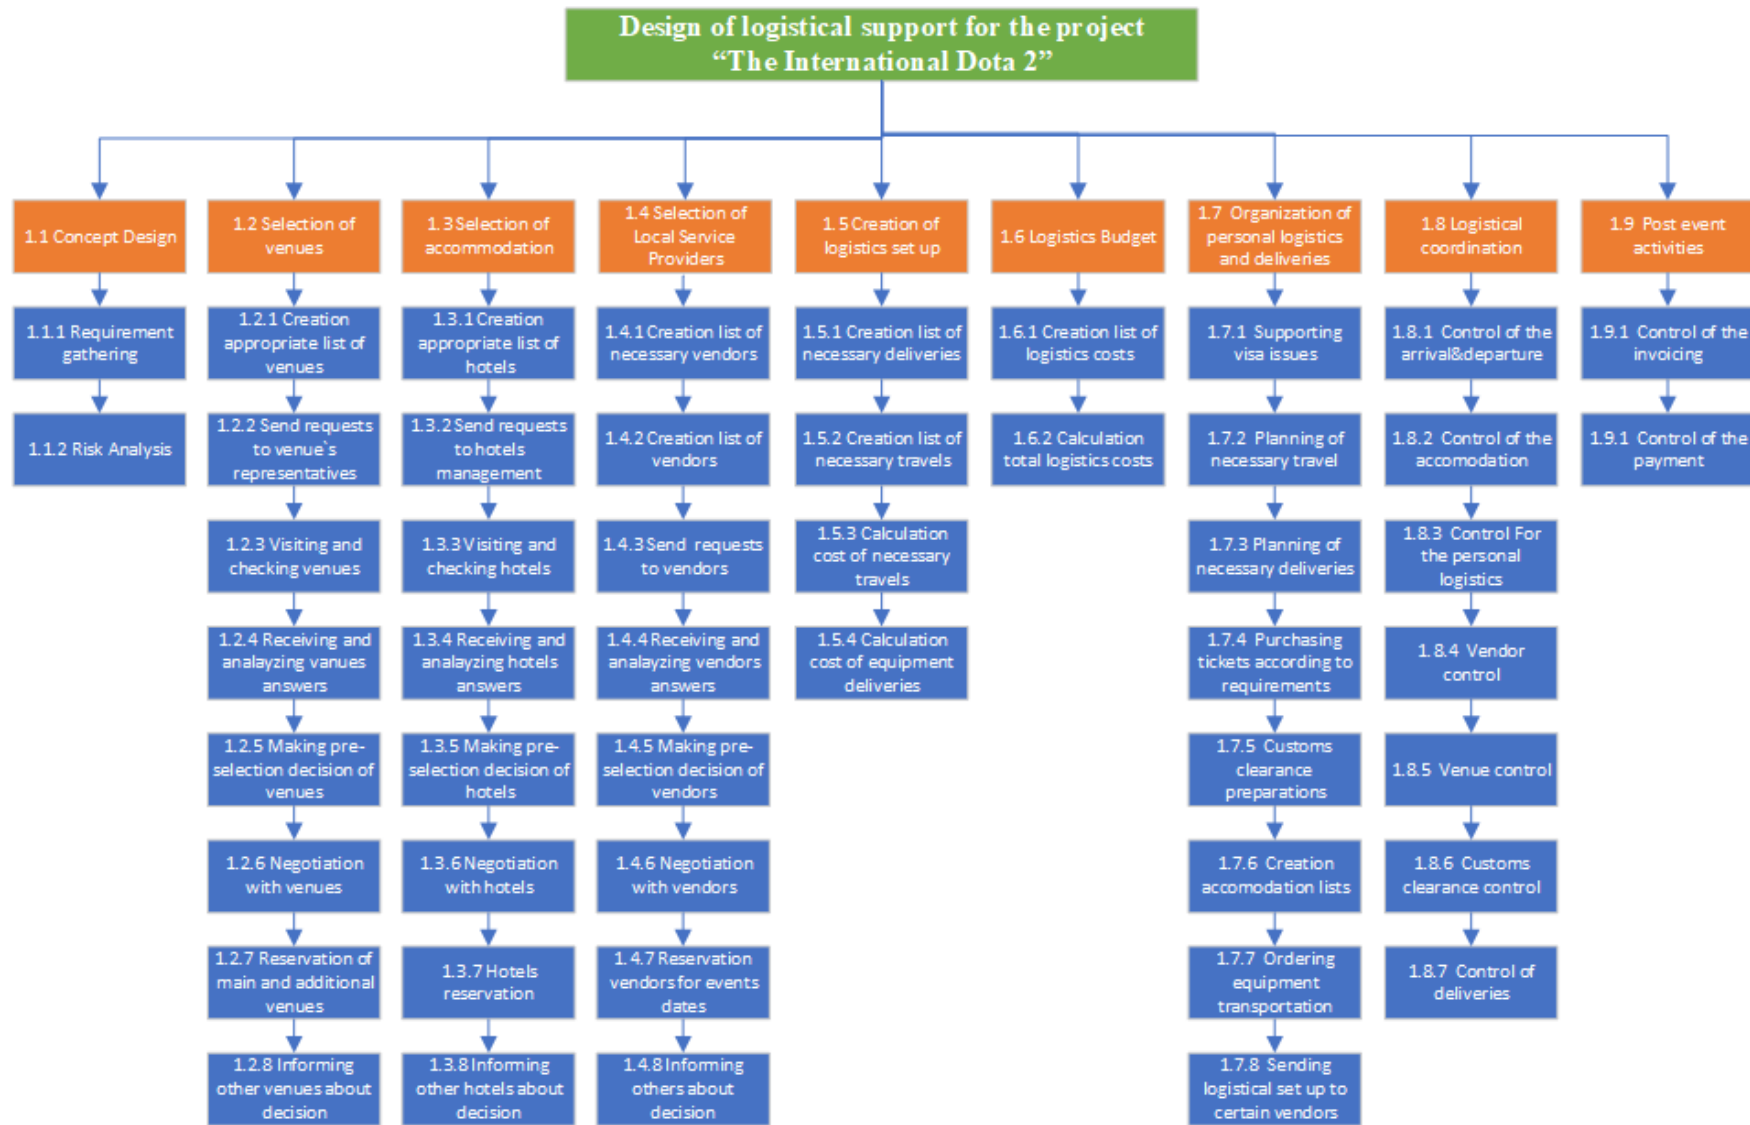 Design of logistical support for the project
“The International Dota 2”
1.1 Concept Design
1.1.1 Requirement
gathering
1.1.2 Risk Analysis
1.2 Selection of
venues
1.2.1 Creation
appropriate list of
venues
1.2.2 Send requests
to venue`s
representatives
1.2.3 Visiting and
checking venues
1.2.4 Receiving and
analayzing vanues
answers
1.2.5 Making pre-
selection decision of
venues
1.2.6 Negotiation
with venues
1.2.7 Reservation of
main and additional
venues
1.2.8 Informing
other venues about
decision
1.3 Selection of
accommodation
1.3.1 Creation
appropriate list of
hotels
1.3.2 Send requests
to hotels
management
1.3.3 Visiting and
checking hotels
1.3.4 Receiving and
analayzing hotels
answers
1.3.5 Making pre-
selection decision of
hotels
1.3.6 Negotiation
with hotels
1.3.7 Hotels
reservation
1.3.8 Informing
other hotels about
decision
1.4 Selection of
Local Service
Providers
1.4.1 Creation list of
necessary vendors
1.4.2 Creation list of
vendors
1.4.3 Send requests
to vendors
1.4.4 Receiving and
analayzing vendors
answers
1.4.5 Making pre-
selection decision of
vendors
1.4.6 Negotiation
with vendors
1.4.7 Reservation
vendors for events
dates
1.4.8 Informing
others about
decision
1.5 Creation of
logistics set up
1.5.1 Creation list of
necessary deliveries
1.5.2 Creation list of
necessary travels
1.5.3 Calculation
cost of necessary
travels
1.5.4 Calculation
cost of equipment
deliveries
1.6 Logistics Budget
1.6.1 Creation list of
logistics costs
1.6.2 Calculation
total logistics costs
1.7 Organization of
personal logistics
and deliveries
1.7.1 Supporting
visa issues
1.7.2 Planning of
necessary travel
1.7.3 Planning of
necessary deliveries
1.7.4 Purchasing
tickets according to
requirements
1.7.5 Customs
clearance
preparations
1.7.6 Creation
accomodation lists
1.7.7 Ordering
equipment
transportation
1.7.8 Sending
logistical set up to
certain vendors
1.8 Logistical
coordination
1.8.1 Control of the
arrival&departure
1.8.2 Control of the
accomodation
1.8.3 Control For
the personal
logistics
1.8.4 Vendor
control
1.8.5 Venue control
1.8.6 Customs
clearance control
1.8.7 Control of
deliveries
1.9 Post event
activities
1.9.1 Control of the
invoicing
1.9.1 Control of the
payment